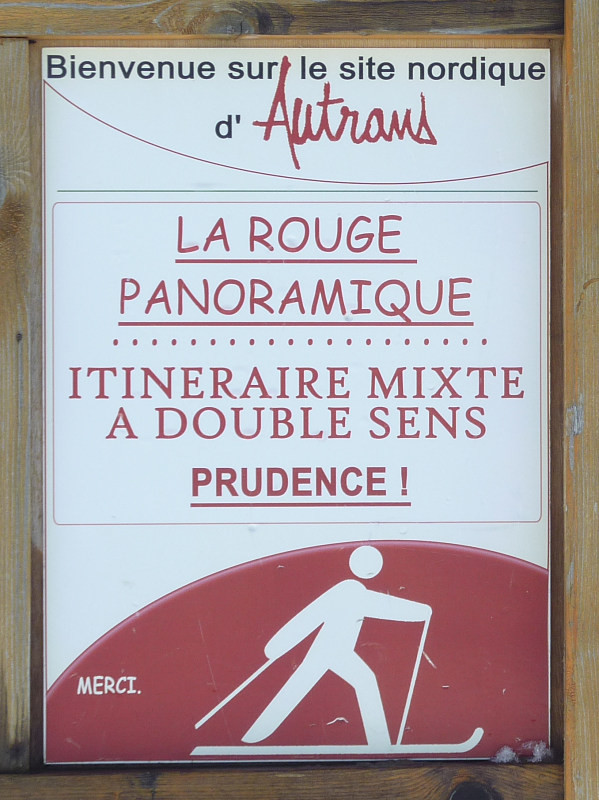 Bienvenue sur le site nordique
d' Autrans
LA ROUGE
PANORAMIQUE
ITINERAIRE MIXTE
A DOUBLE SENS
PRUDENCE !
MERCI.